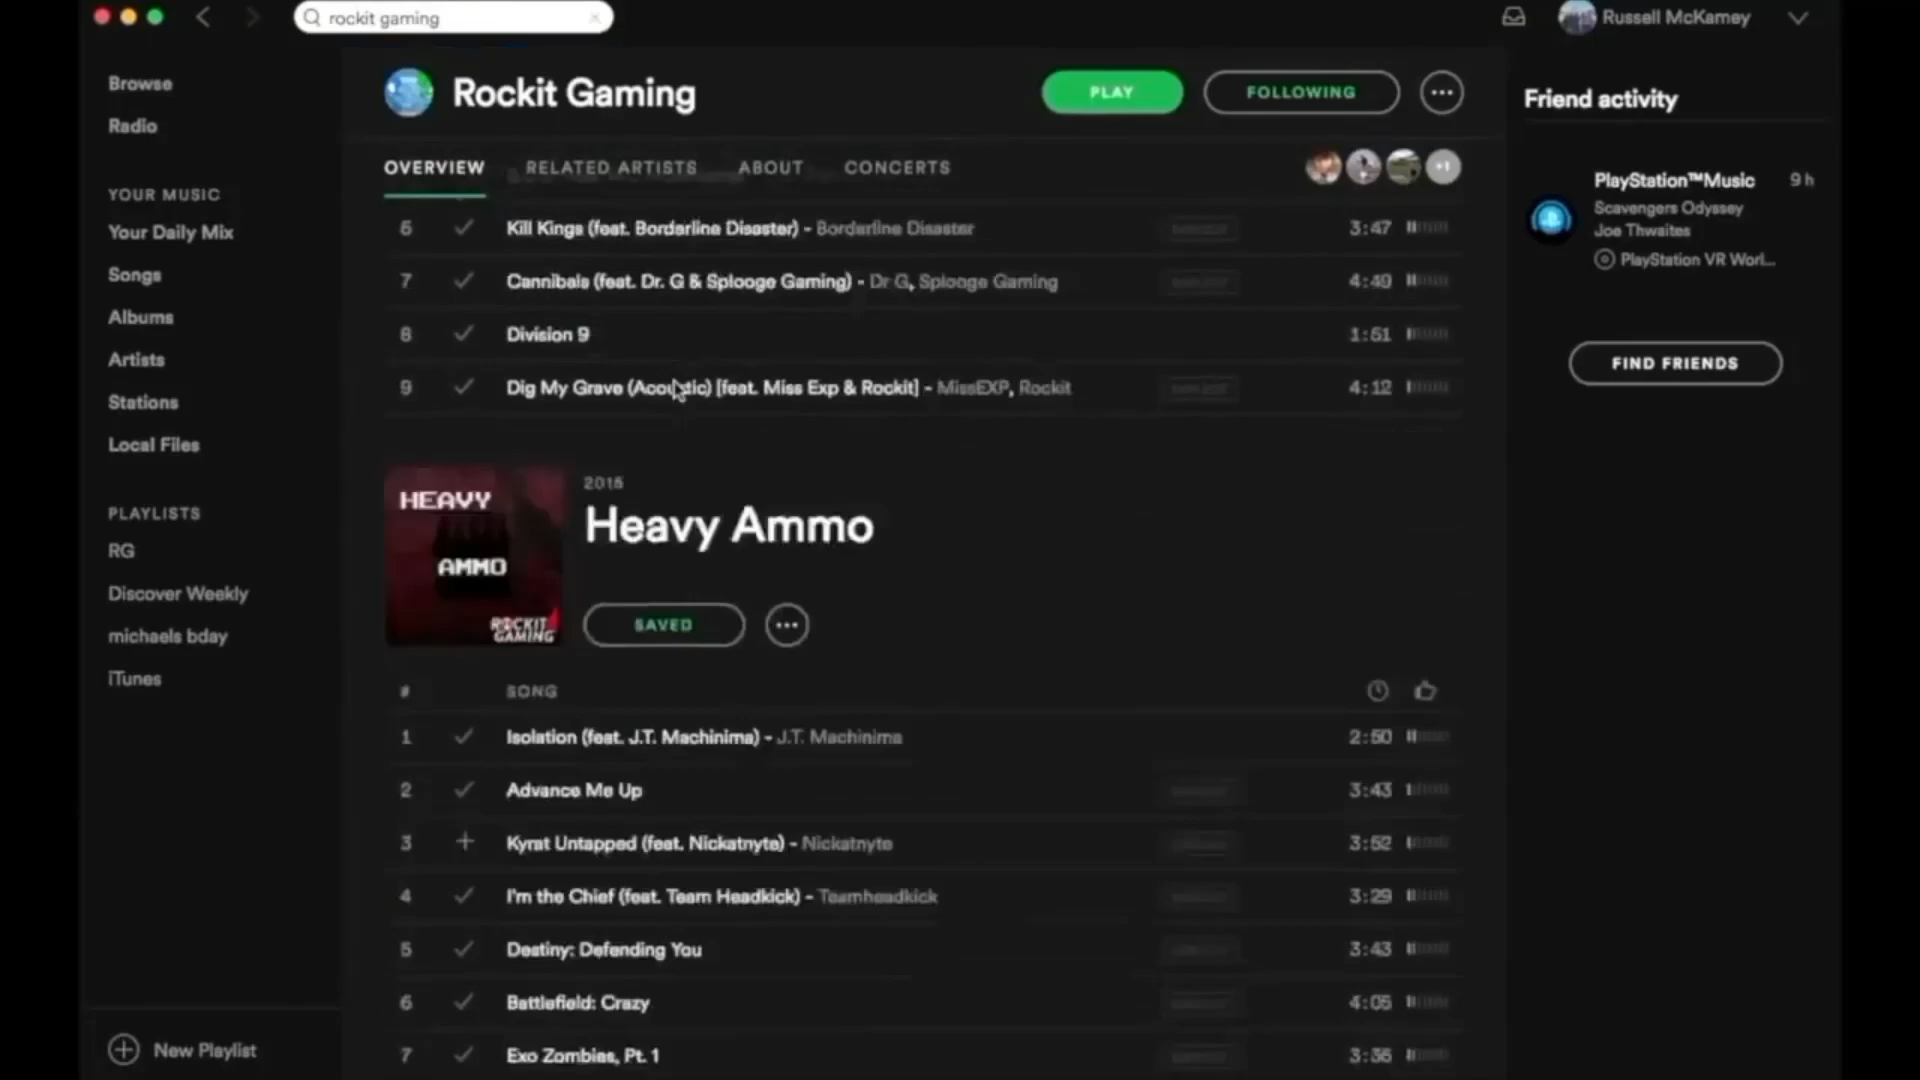 rockit gaming
Russell McKamey
Browse
Radio
YOUR MUSIC
Your Daily Mix
Songs
Albums
Artists
Stations
Local Files
PLAYLISTS
RG
Discover Weekly
michaels bday
iTunes
New Playlist
Rockit Gaming
PLAY
FOLLOWING
OVERVIEW
RELATED ARTISTS
ABOUT
CONCERTS
+1
6 Kill Kings (feat. Borderline Disaster) - Borderline Disaster 3:47
7 Cannibals (feat. Dr. G & Splooge Gaming) - Dr G, Splooge Gaming 4:49
8 Division 9 1:51
9 Dig My Grave (Acoustic) [feat. Miss Exp & Rockit] - MissEXP, Rockit 4:12
HEAVY
AMMO
ROCKIT
GAMING
2015
Heavy Ammo
SAVED
# SONG
1 Isolation (feat. J.T. Machinima) - J.T. Machinima 2:50
2 Advance Me Up 3:43
3 Kyrat Untapped (feat. Nickatnyte) - Nickatnyte 3:52
4 I'm the Chief (feat. Team Headkick) - Teamheadkick 3:29
5 Destiny: Defending You 3:43
6 Battlefield: Crazy 4:05
7 Exo Zombies, Pt. 1 3:36
Friend activity
PlayStation™Music 9 h
Scavengers Odyssey
Joe Thwaites
PlayStation VR Worl...
FIND FRIENDS